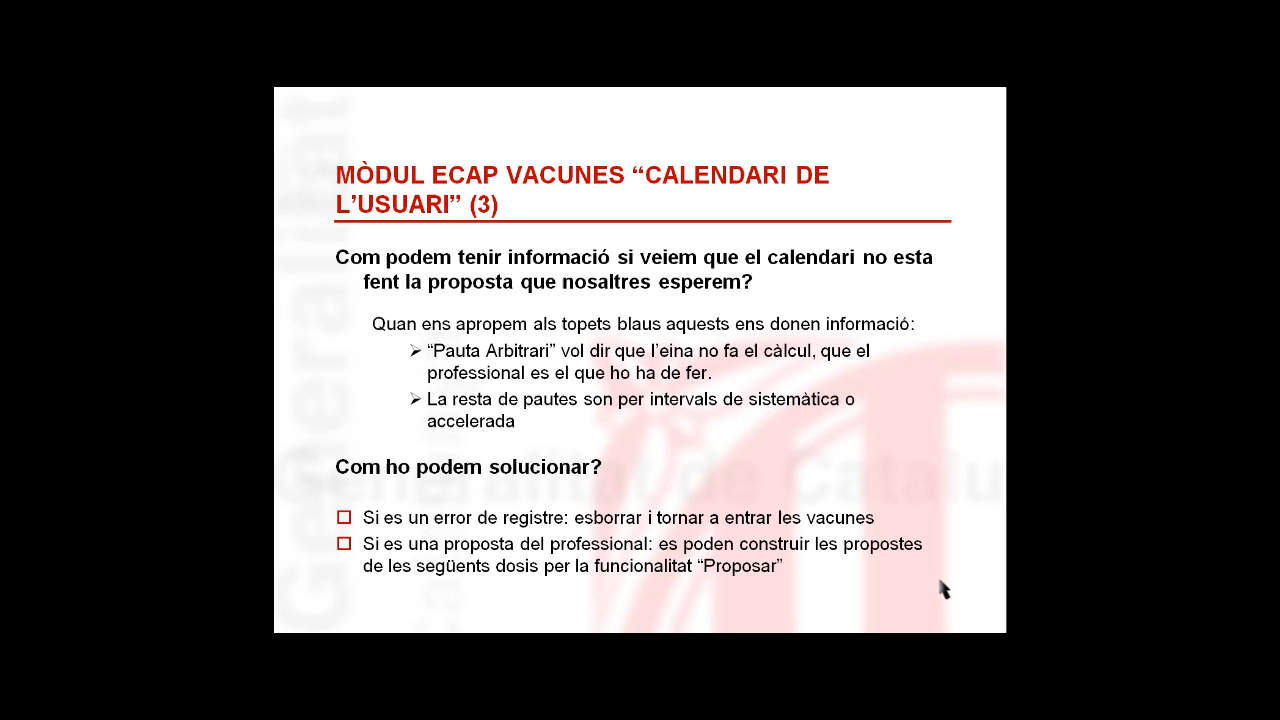 MÒDUL ECAP VACUNES “CALENDARI DE
L’USUARI” (3)
Com podem tenir informació si veiem que el calendari no esta
fent la proposta que nosaltres esperem?
Quan ens apropem als topets blaus aquests ens donen informació:
“Pauta Arbitrari” vol dir que l’eina no fa el càlcul, que el
professional es el que ho ha de fer.
La resta de pautes son per intervals de sistemàtica o
accelerada
Com ho podem solucionar?
Si es un error de registre: esborrar i tornar a entrar les vacunes
Si es una proposta del professional: es poden construir les propostes
de les següents dosis per la funcionalitat “Proposar”
Generalitat
Generalitat de Catalu